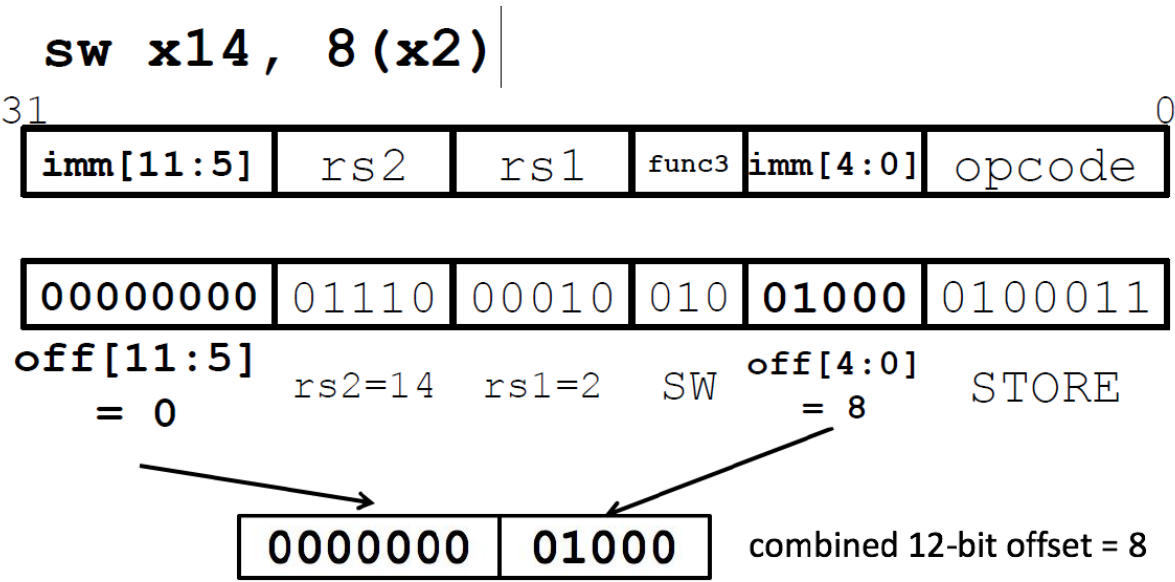 sw x14, 8(x2)
31 0
imm[11:5] rs2 rs1 func3 imm[4:0] opcode
00000000 01110 00010 010 01000 0100011
off[11:5] = 0 rs2=14 rs1=2 SW off[4:0] = 8 STORE
0000000 01000 combined 12-bit offset = 8